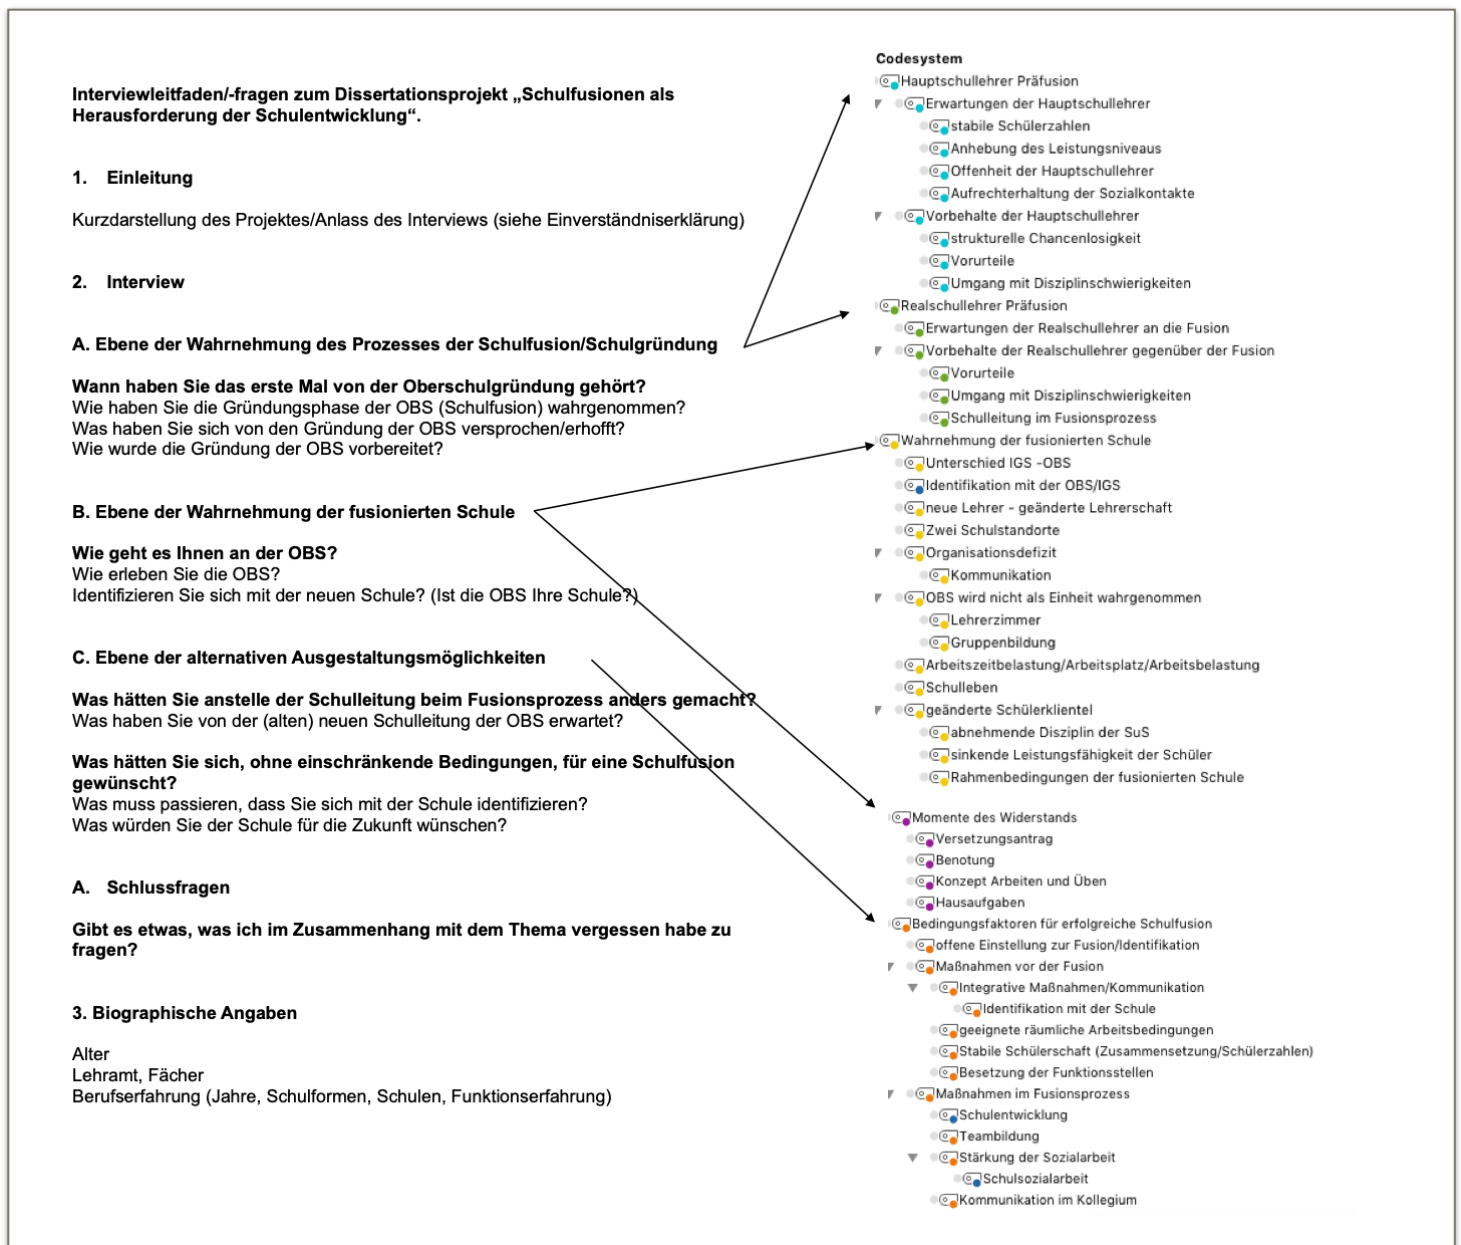 Interviewleitfaden/-fragen zum Dissertationsprojekt „Schulfusionen als
Herausforderung der Schulentwicklung“.
1. Einleitung
Kurzdarstellung des Projektes/Anlass des Interviews (siehe Einverständniserklärung)
2. Interview
A. Ebene der Wahrnehmung des Prozesses der Schulfusion/Schulgründung
Wann haben Sie das erste Mal von der Oberschulgründung gehört?
Wie haben Sie die Gründungsphase der OBS (Schulfusion) wahrgenommen?
Was haben Sie sich von den Gründung der OBS versprochen/erhofft?
Wie wurde die Gründung der OBS vorbereitet?
B. Ebene der Wahrnehmung der fusionierten Schule
Wie geht es Ihnen an der OBS?
Wie erleben Sie die OBS?
Identifizieren Sie sich mit der neuen Schule? (Ist die OBS Ihre Schule?)
C. Ebene der alternativen Ausgestaltungsmöglichkeiten
Was hätten Sie anstelle der Schulleitung beim Fusionsprozess anders gemacht?
Was haben Sie von der (alten) neuen Schulleitung der OBS erwartet?
Was hätten Sie sich, ohne einschränkende Bedingungen, für eine Schulfusion
gewünscht?
Was muss passieren, dass Sie sich mit der Schule identifizieren?
Was würden Sie der Schule für die Zukunft wünschen?
A. Schlussfragen
Gibt es etwas, was ich im Zusammenhang mit dem Thema vergessen habe zu
fragen?
3. Biographische Angaben
Alter
Lehramt, Fächer
Berufserfahrung (Jahre, Schulformen, Schulen, Funktionserfahrung)
Codesystem
Hauptschullehrer Präfusion
Erwartungen der Hauptschullehrer
stabile Schülerzahlen
Anhebung des Leistungsniveaus
Offenheit der Hauptschullehrer
Aufrechterhaltung der Sozialkontakte
Vorbehalte der Hauptschullehrer
strukturelle Chancenlosigkeit
Vorurteile
Umgang mit Disziplinschwierigkeiten
Realschullehrer Präfusion
Erwartungen der Realschullehrer an die Fusion
Vorbehalte der Realschullehrer gegenüber der Fusion
Vorurteile
Umgang mit Disziplinschwierigkeiten
Schulleitung im Fusionsprozess
Wahrnehmung der fusionierten Schule
Unterschied IGS -OBS
Identifikation mit der OBS/IGS
neue Lehrer - geänderte Lehrerschaft
Zwei Schulstandorte
Organisationsdefizit
Kommunikation
OBS wird nicht als Einheit wahrgenommen
Lehrerzimmer
Gruppenbildung
Arbeitszeitbelastung/Arbeitsplatz/Arbeitsbelastung
Schulleben
geänderte Schülerklientel
abnehmende Disziplin der SuS
sinkende Leistungsfähigkeit der Schüler
Rahmenbedingungen der fusionierten Schule
Momente des Widerstands
Versetzungsantrag
Benotung
Konzept Arbeiten und Üben
Hausaufgaben
Bedingungsfaktoren für erfolgreiche Schulfusion
offene Einstellung zur Fusion/Identifikation
Maßnahmen vor der Fusion
Integrative Maßnahmen/Kommunikation
Identifikation mit der Schule
geeignete räumliche Arbeitsbedingungen
Stabile Schülerschaft (Zusammensetzung/Schülerzahlen)
Besetzung der Funktionsstellen
Maßnahmen im Fusionsprozess
Schulentwicklung
Teambildung
Stärkung der Sozialarbeit
Schulsozialarbeit
Kommunikation im Kollegium